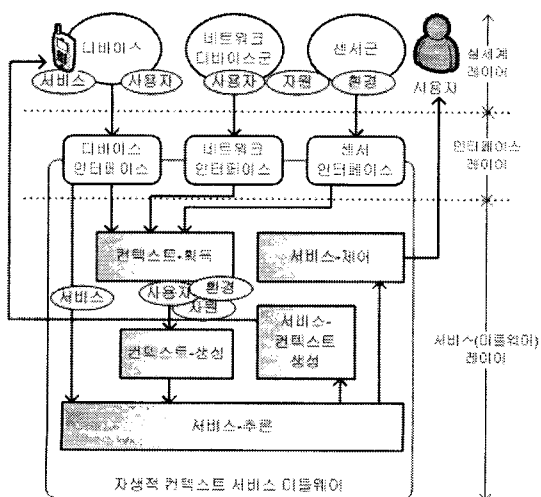 디바이스
네트워크
디바이스군
센서군
서비스
사용자
사용자
자원
환경
사용자
실세계
레이어
디바이스
인터페이스
네트워크
인터페이스
센서
인터페이스
인터페이스
레이어
컨텍스트-획득
서비스-제어
서비스
사용자
환경
자원
컨텍스트-생성
서비스-
컨텍스트
생성
서비스(미들웨어)
레이어
서비스-추론
자생적 컨텍스트 서비스 미들웨어